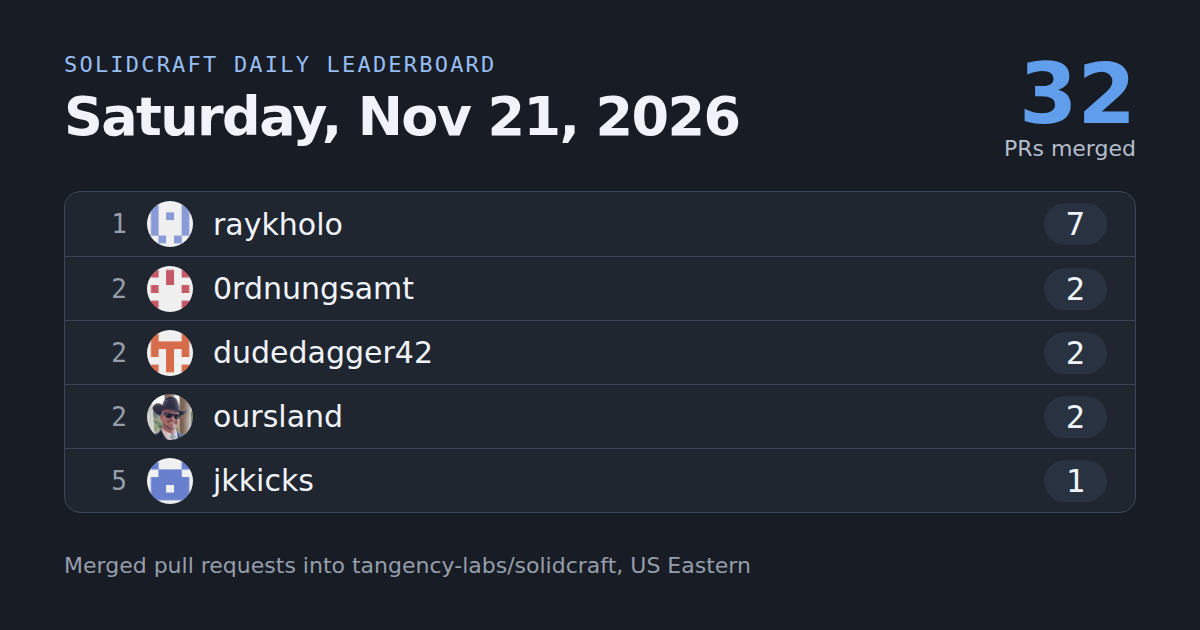 SOLIDCRAFT DAILY LEADERBOARD
Saturday, Nov 21, 2026
32
PRs merged
1 raykholo 7
2 0rdnungsamt 2
2 dudedagger42 2
2 oursland 2
5 jkkicks 1
Merged pull requests into tangency-labs/solidcraft, US Eastern